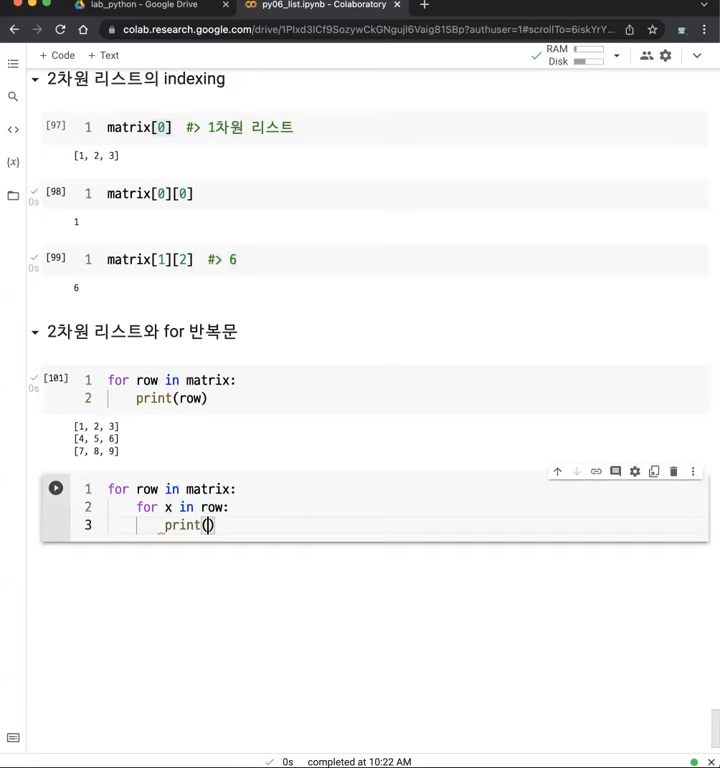 lab_python - Google Drive
py06_list.ipynb - Colaboratory
colab.research.google.com/drive/1PIxd3ICf9SozywCkGNgujI6Vaig81SBp?authuser=1#scrollTo=6iskYrY...
+ Code + Text
RAM
Disk
2차원 리스트의 indexing
[97] 1 matrix[0] #> 1차원 리스트
[1, 2, 3]
[98] 1 matrix[0][0]
0s
1
[99] 1 matrix[1][2] #> 6
0s
6
2차원 리스트와 for 반복문
[101] 1 for row in matrix:
0s 2 print(row)
[1, 2, 3]
[4, 5, 6]
[7, 8, 9]
1 for row in matrix:
2 for x in row:
3 print()
0s completed at 10:22 AM